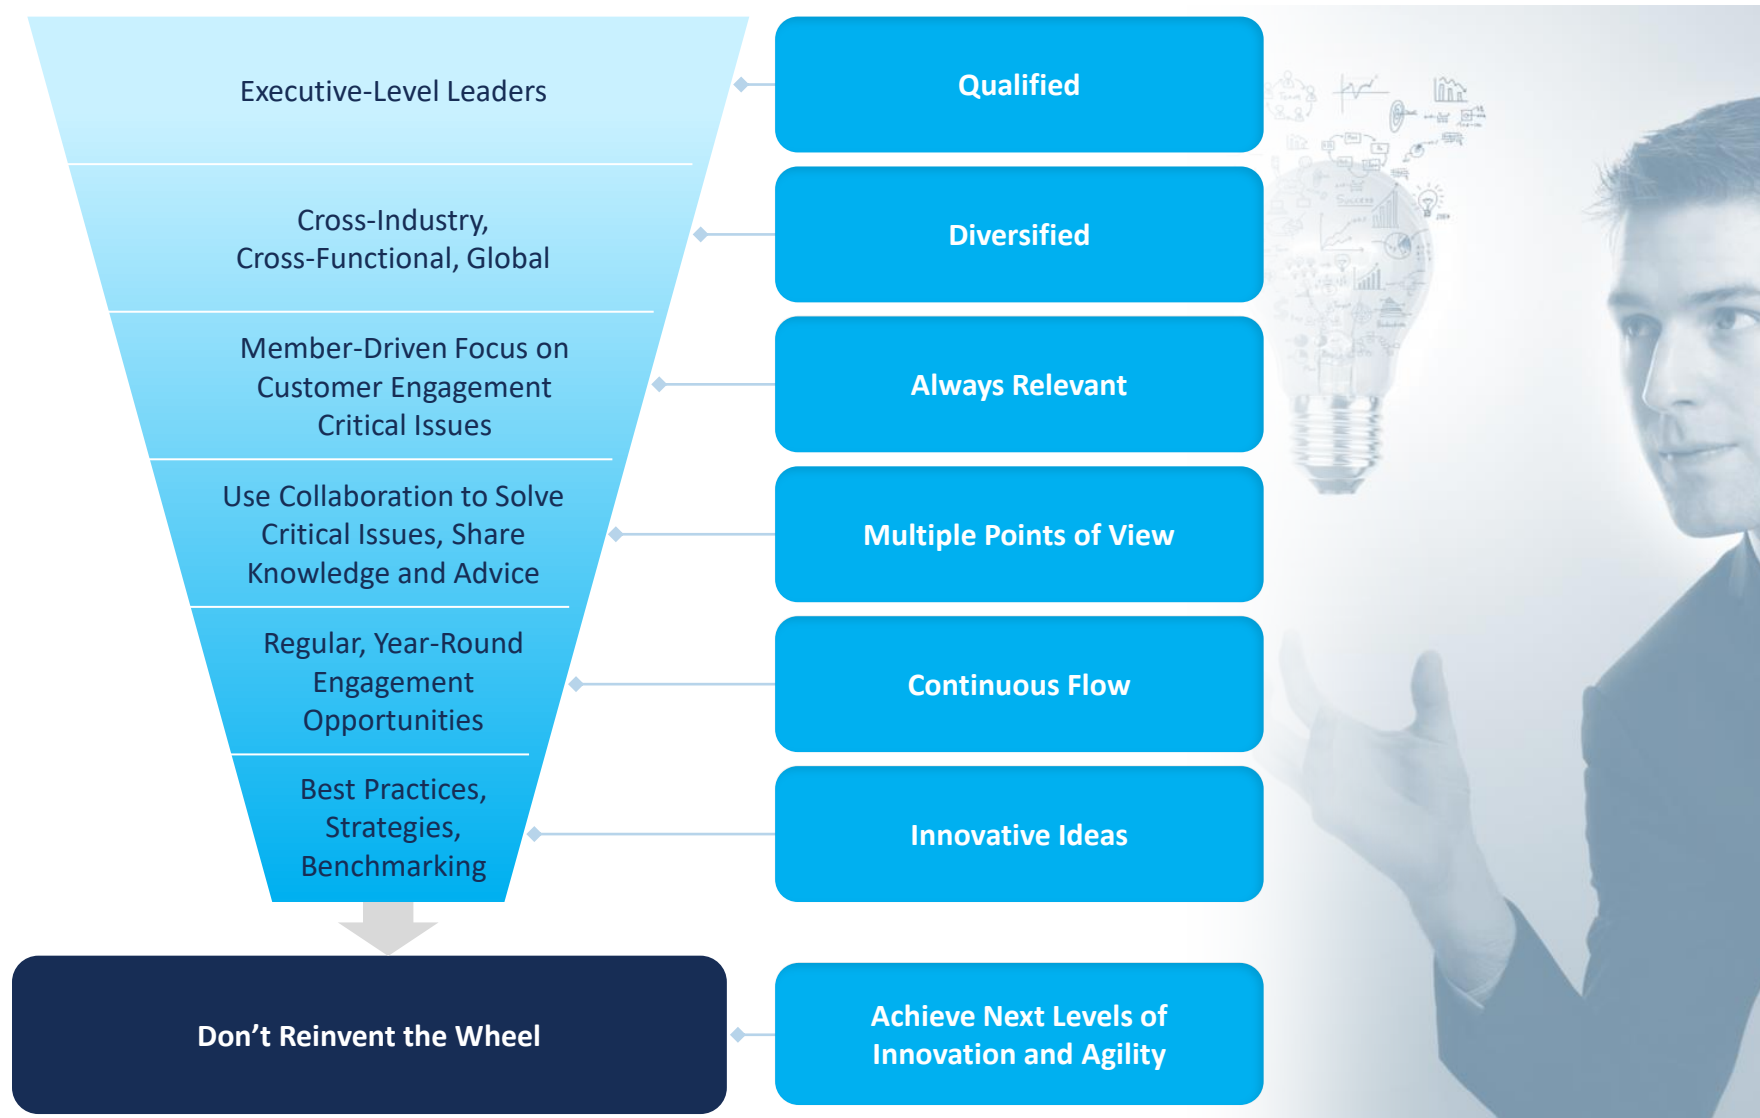 Executive-Level Leaders
Qualified
Cross-Industry,
Cross-Functional, Global
Diversified
Member-Driven Focus on
Customer Engagement
Critical Issues
Always Relevant
Use Collaboration to Solve
Critical Issues, Share
Knowledge and Advice
Multiple Points of View
Regular, Year-Round
Engagement
Opportunities
Continuous Flow
Best Practices,
Strategies,
Benchmarking
Innovative Ideas
Don’t Reinvent the Wheel
Achieve Next Levels of
Innovation and Agility
TEAM
Success